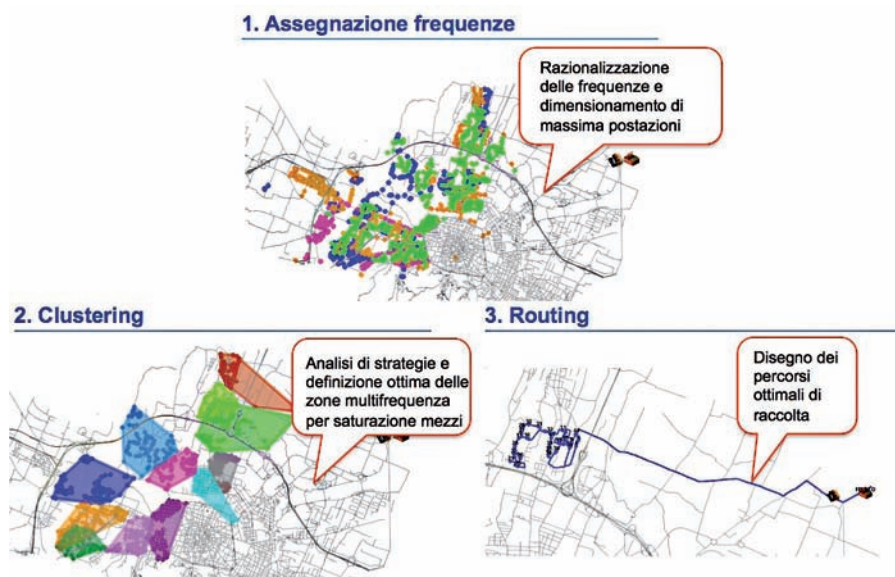 1. Assegnazione frequenze
Razionalizzazione
delle frequenze e
dimensionamento di
massima postazioni
2. Clustering
Analisi di strategie e
definizione ottima delle
zone multifrequenza
per saturazione mezzi
3. Routing
Disegno dei
percorsi
ottimali di
raccolta